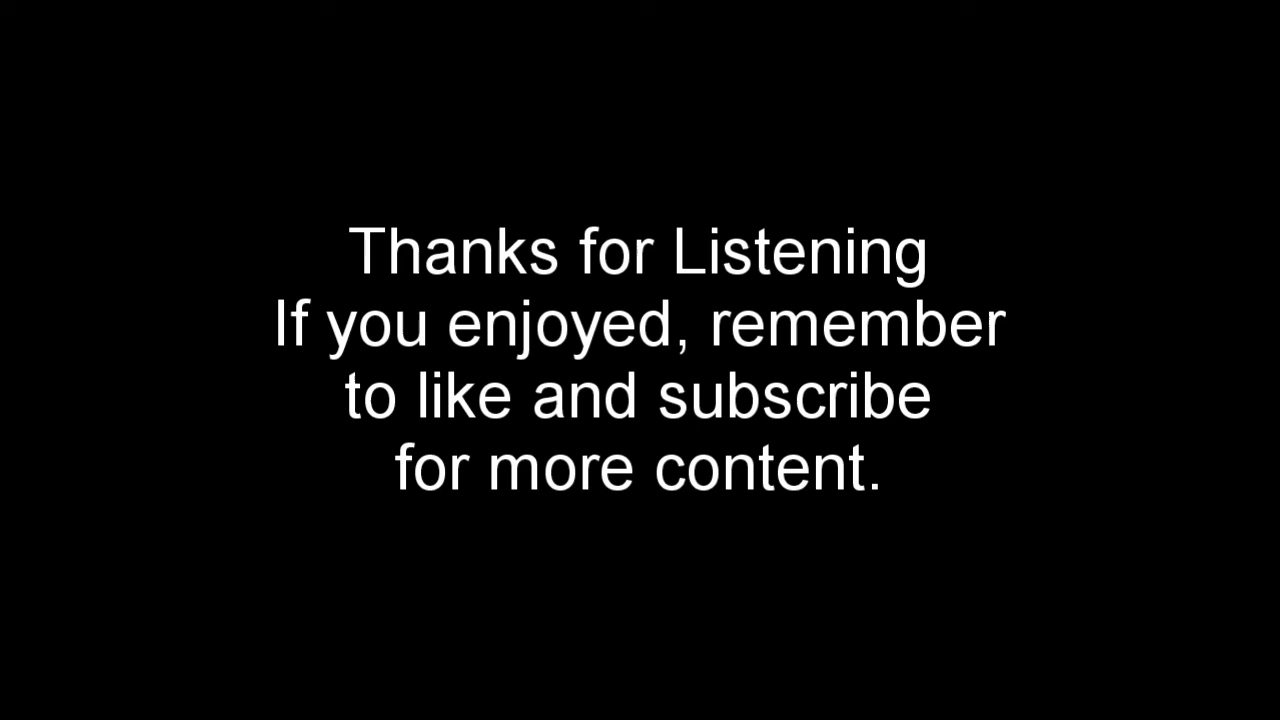 Thanks for Listening
If you enjoyed, remember
to like and subscribe
for more content.